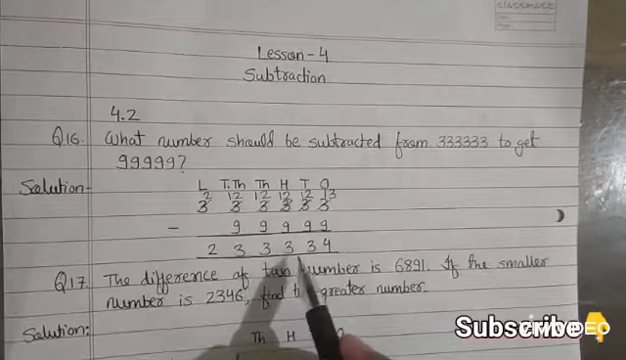 CLASSMATE
Lesson-4
Subtraction
4.2
Q16. What number should be subtracted from 333333 to get
99999?
Solution-
L T.Th Th H T O
2 12 12 12 12 13
3 3 3 3 3 3
- 9 9 9 9 9
2 3 3 3 3 4
Q17. The difference of two number is 6891. If the smaller
number is 2346, find greater number.
Solution:
Th H O
Subscribe